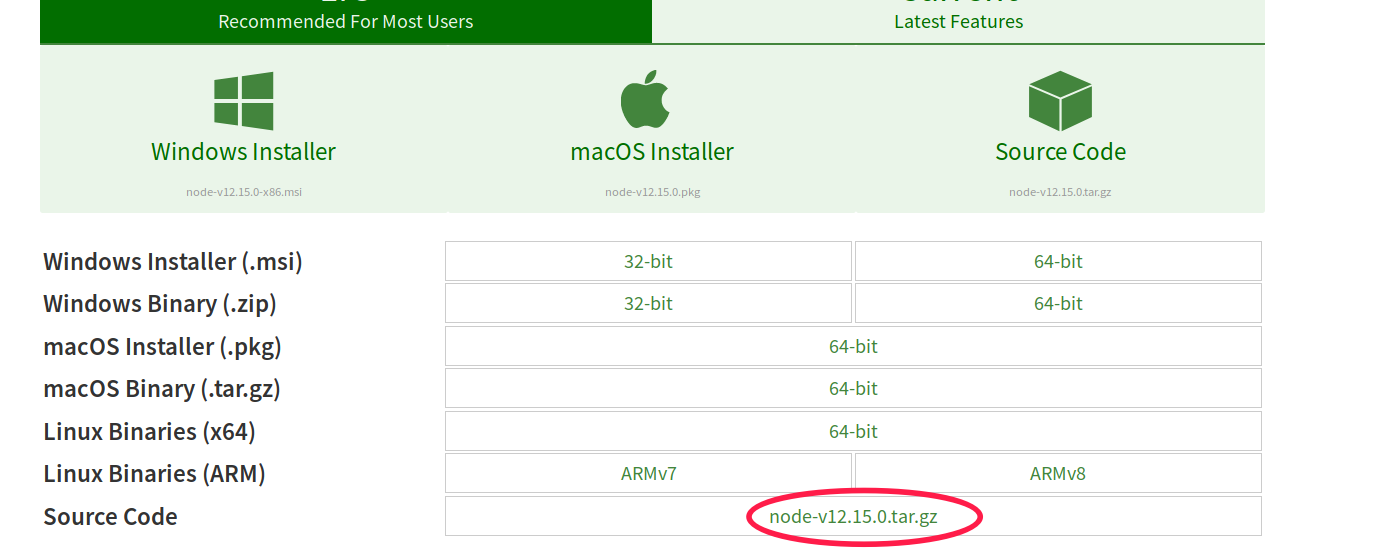 Recommended For Most Users
Latest Features
Windows Installer
macOS Installer
Source Code
node-v12.15.0-x86.msi
node-v12.15.0.pkg
node-v12.15.0.tar.gz
Windows Installer (.msi) 32-bit 64-bit
Windows Binary (.zip) 32-bit 64-bit
macOS Installer (.pkg) 64-bit
macOS Binary (.tar.gz) 64-bit
Linux Binaries (x64) 64-bit
Linux Binaries (ARM) ARMv7 ARMv8
Source Code node-v12.15.0.tar.gz